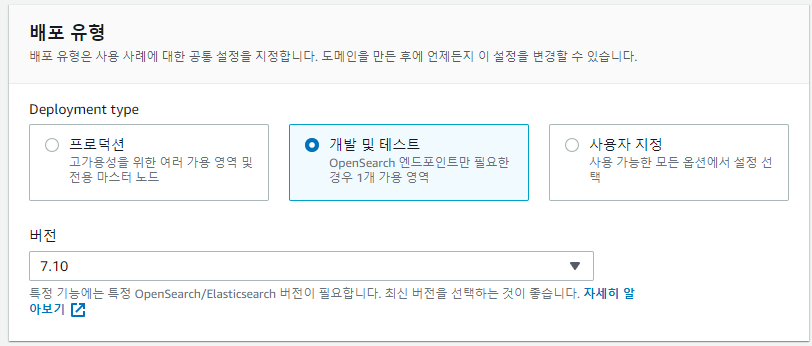 배포 유형
배포 유형은 사용 사례에 대한 공통 설정을 지정합니다. 도메인을 만든 후에 언제든지 이 설정을 변경할 수 있습니다.
Deployment type
프로덕션
고가용성을 위한 여러 가용 영역 및
전용 마스터 노드
개발 및 테스트
OpenSearch 엔드포인트만 필요한
경우 1개 가용 영역
사용자 지정
사용 가능한 모든 옵션에서 설정 선
택
버전
7.10
특정 기능에는 특정 OpenSearch/Elasticsearch 버전이 필요합니다. 최신 버전을 선택하는 것이 좋습니다. 자세히 알
아보기